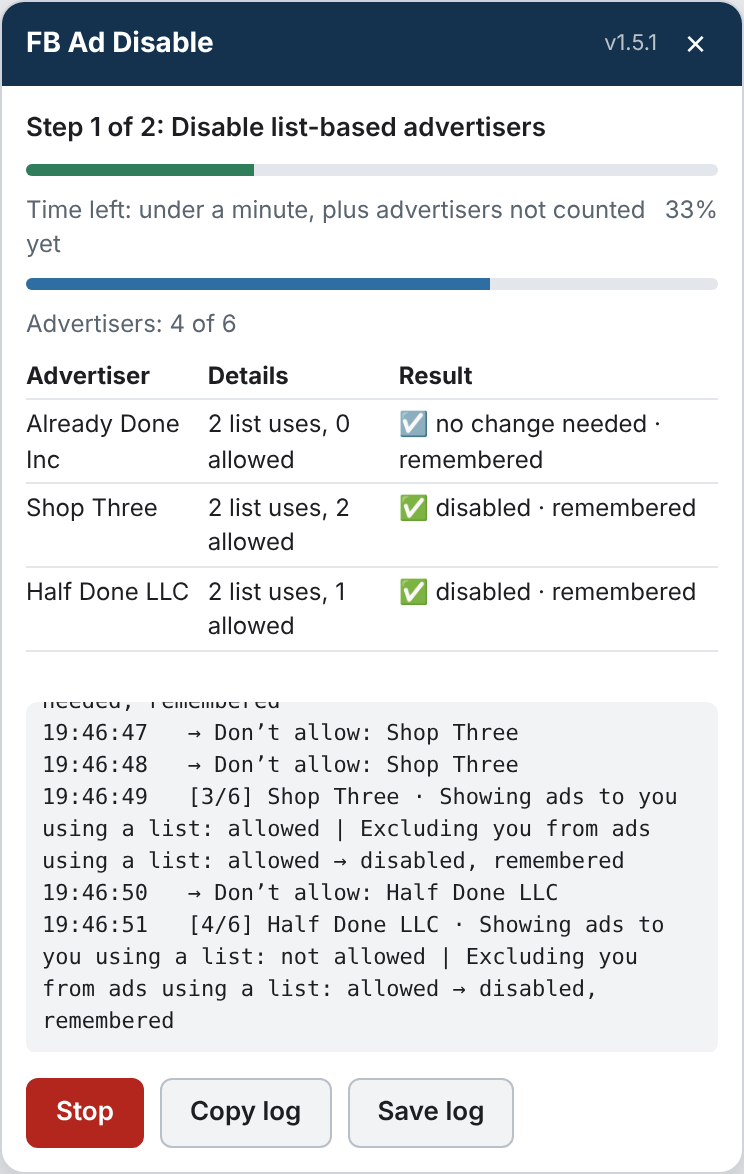 FB Ad Disable v1.5.1 ✕
Step 1 of 2: Disable list-based advertisers
Time left: under a minute, plus advertisers not counted 33%
yet
Advertisers: 4 of 6
Advertiser Details Result
Already Done 2 list uses, 0 ☑️ no change needed ·
Inc allowed remembered
Shop Three 2 list uses, 2 ✅ disabled · remembered
allowed
Half Done LLC 2 list uses, 1 ✅ disabled · remembered
allowed
needed, remembered
19:46:47 → Don’t allow: Shop Three
19:46:48 → Don’t allow: Shop Three
19:46:49 [3/6] Shop Three · Showing ads to you
using a list: allowed | Excluding you from ads
using a list: allowed → disabled, remembered
19:46:50 → Don’t allow: Half Done LLC
19:46:51 [4/6] Half Done LLC · Showing ads to
you using a list: not allowed | Excluding you
from ads using a list: allowed → disabled,
remembered
Stop Copy log Save log